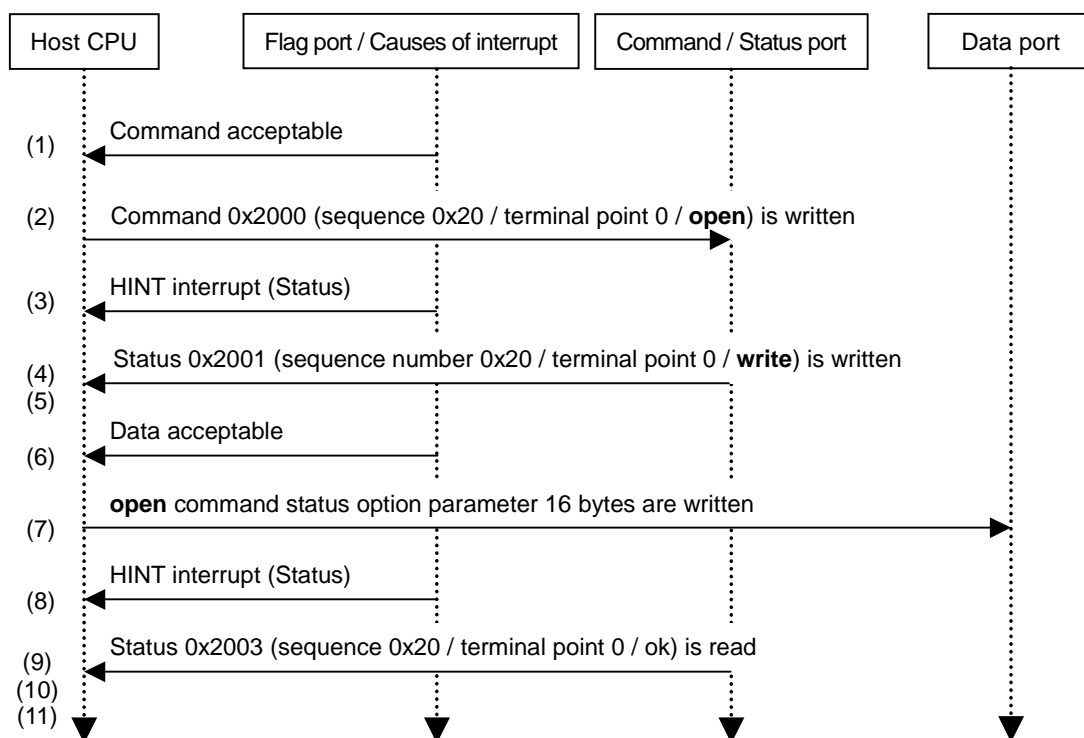 Host CPU
Flag port / Causes of interrupt
Command / Status port
Data port
(1)
Command acceptable
(2)
Command 0x2000 (sequence 0x20 / terminal point 0 / open) is written
(3)
HINT interrupt (Status)
Status 0x2001 (sequence number 0x20 / terminal point 0 / write) is written
(4)
(5)
Data acceptable
(6)
open command status option parameter 16 bytes are written
(7)
HINT interrupt (Status)
(8)
Status 0x2003 (sequence 0x20 / terminal point 0 / ok) is read
(9)
(10)
(11)